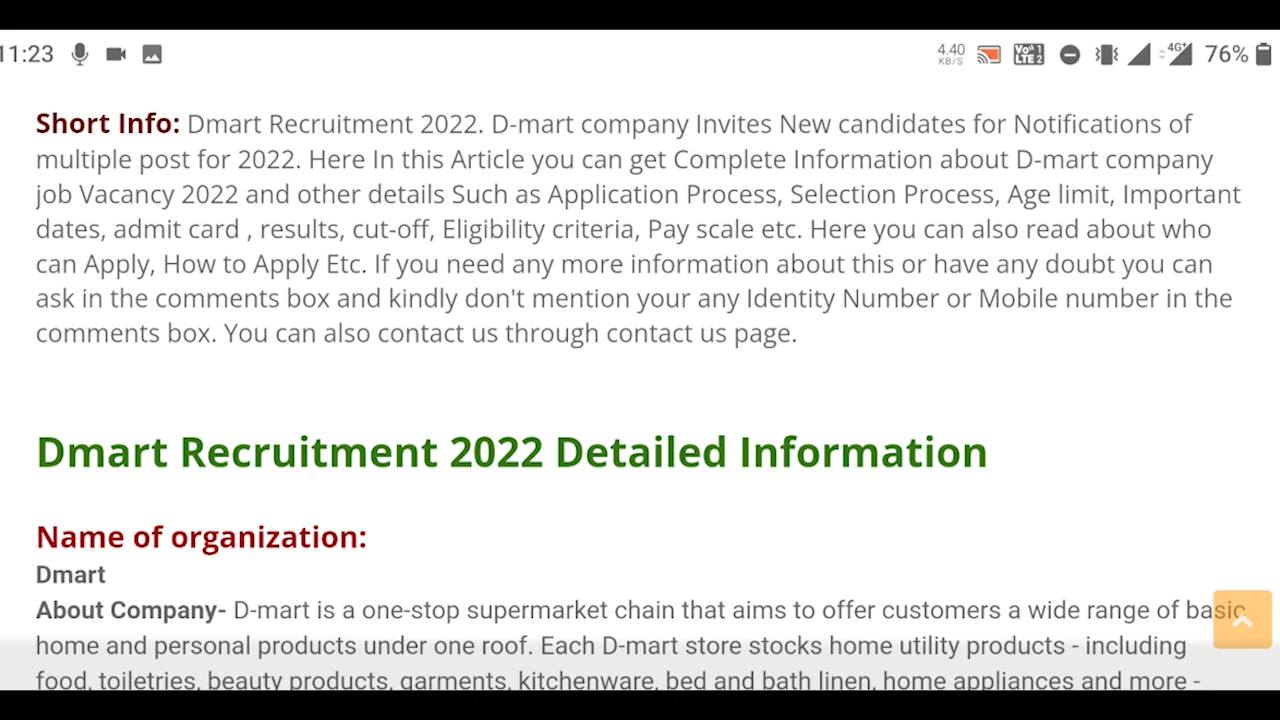 11:23 4.40 KB/S Vo 1 LTE 2 4G+ 76%
Short Info: Dmart Recruitment 2022. D-mart company Invites New candidates for Notifications of
multiple post for 2022. Here In this Article you can get Complete Information about D-mart company
job Vacancy 2022 and other details Such as Application Process, Selection Process, Age limit, Important
dates, admit card , results, cut-off, Eligibility criteria, Pay scale etc. Here you can also read about who
can Apply, How to Apply Etc. If you need any more information about this or have any doubt you can
ask in the comments box and kindly don't mention your any Identity Number or Mobile number in the
comments box. You can also contact us through contact us page.
Dmart Recruitment 2022 Detailed Information
Name of organization:
Dmart
About Company- D-mart is a one-stop supermarket chain that aims to offer customers a wide range of basic
home and personal products under one roof. Each D-mart store stocks home utility products - including
food, toiletries, beauty products, garments, kitchenware, bed and bath linen, home appliances and more -